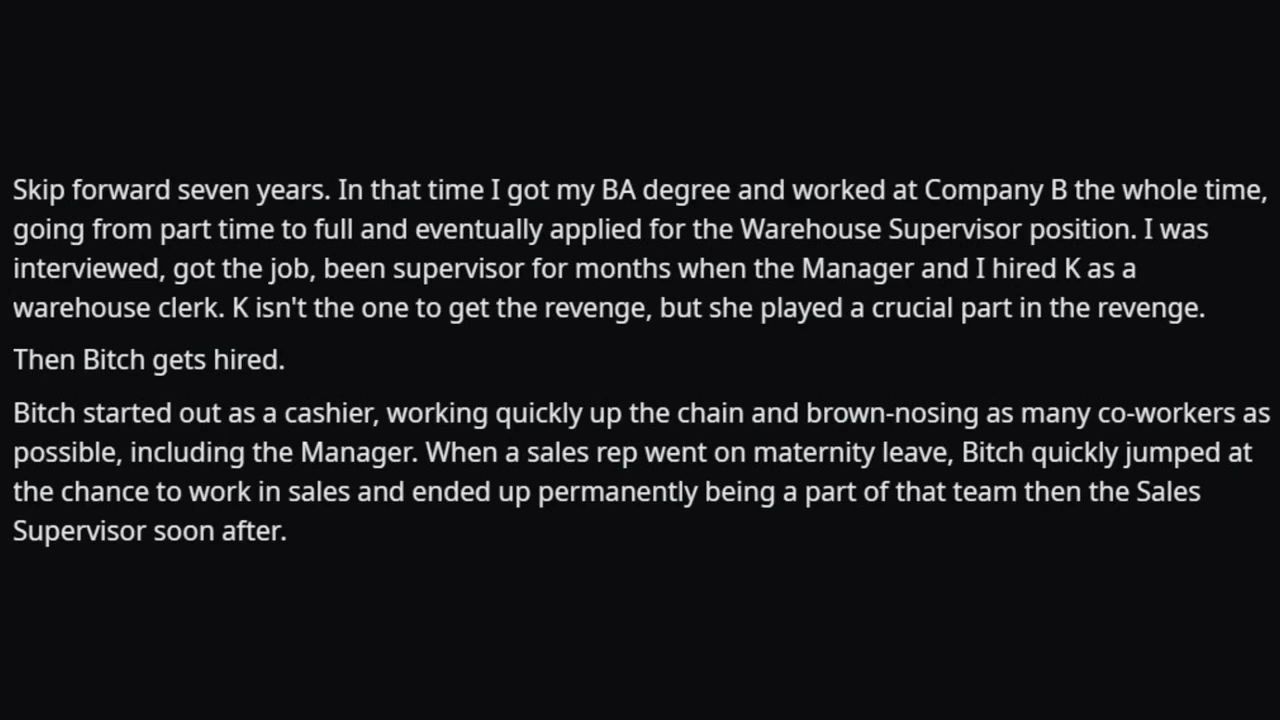 Skip forward seven years. In that time I got my BA degree and worked at Company B the whole time,
going from part time to full and eventually applied for the Warehouse Supervisor position. I was
interviewed, got the job, been supervisor for months when the Manager and I hired K as a
warehouse clerk. K isn't the one to get the revenge, but she played a crucial part in the revenge.
Then Bitch gets hired.
Bitch started out as a cashier, working quickly up the chain and brown-nosing as many co-workers as
possible, including the Manager. When a sales rep went on maternity leave, Bitch quickly jumped at
the chance to work in sales and ended up permanently being a part of that team then the Sales
Supervisor soon after.